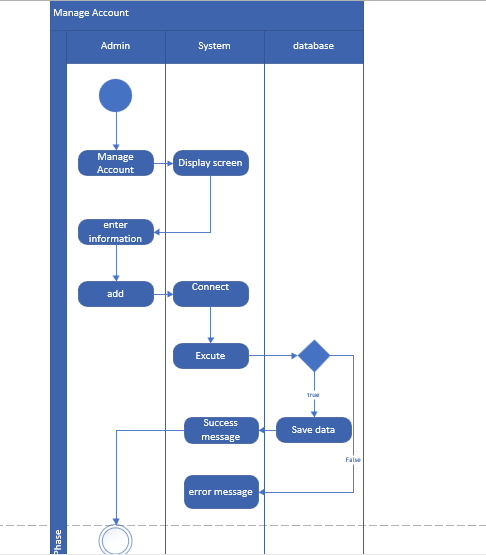 Manage Account
Admin
System
database
Manage
Account
Display screen
enter
information
add
Connect
Excute
true
Success
message
Save data
False
error message
Phase